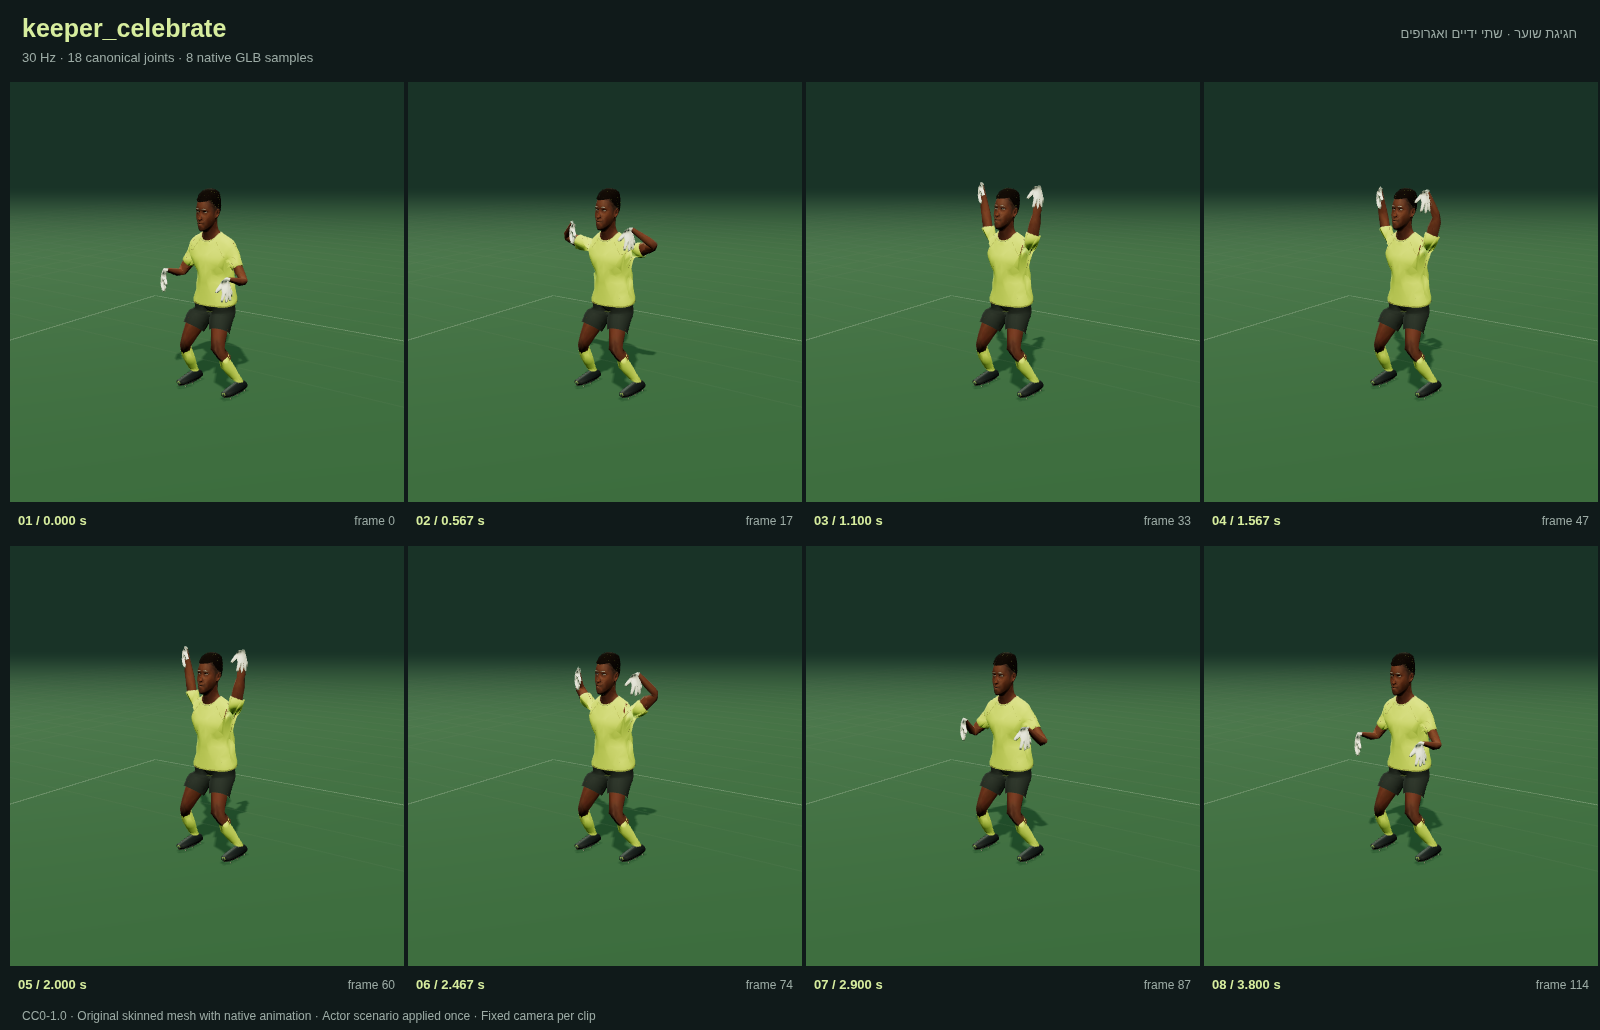 keeper_celebrate
חגיגת שוער · שתי ידיים ואגרופים
30 Hz · 18 canonical joints · 8 native GLB samples
01 / 0.000 s frame 0
02 / 0.567 s frame 17
03 / 1.100 s frame 33
04 / 1.567 s frame 47
05 / 2.000 s frame 60
06 / 2.467 s frame 74
07 / 2.900 s frame 87
08 / 3.800 s frame 114
CC0-1.0 · Original skinned mesh with native animation · Actor scenario applied once · Fixed camera per clip